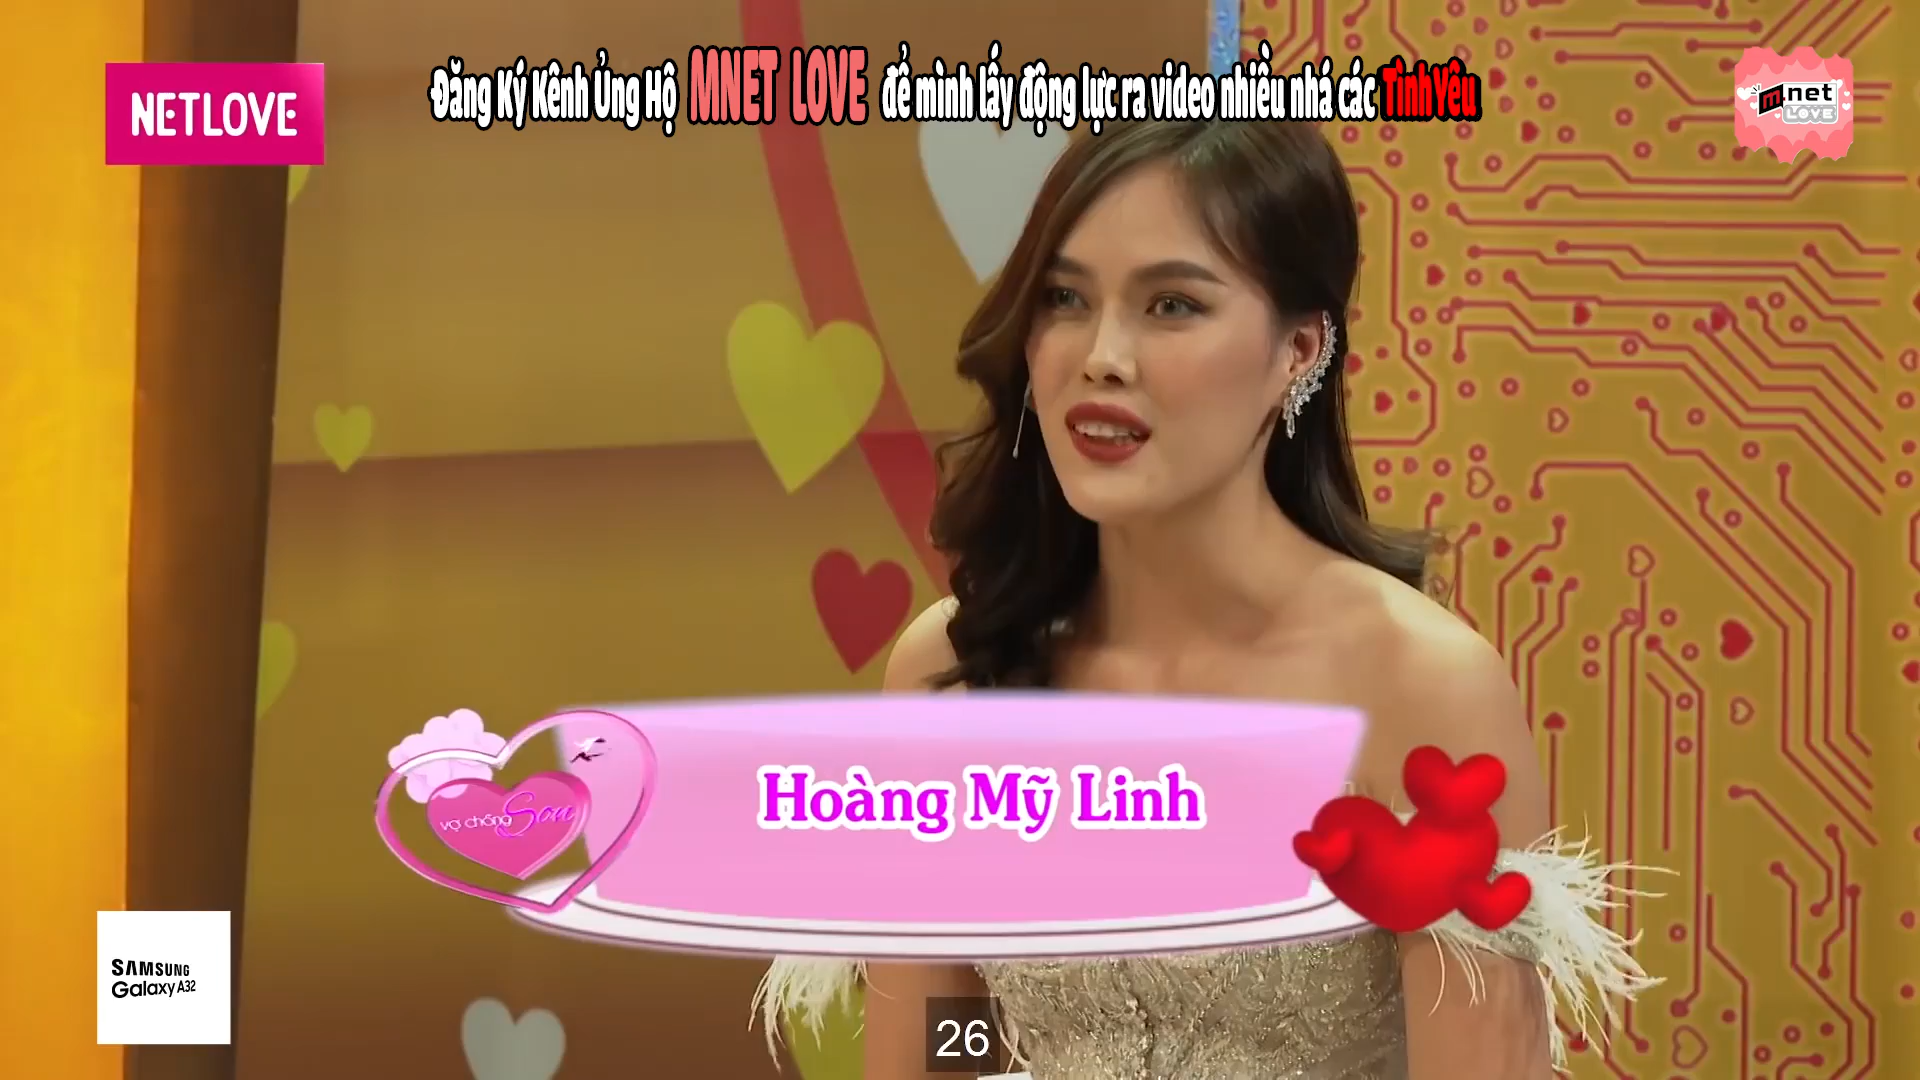 Đăng Ký Kênh Ủng Hộ MNET LOVE để mình lấy động lực ra video nhiều nhá các Tình Yêu
NETLOVE
mnet
LOVE
Hoàng Mỹ Linh
vợ chồng Son
SAMSUNG
Galaxy A32
26